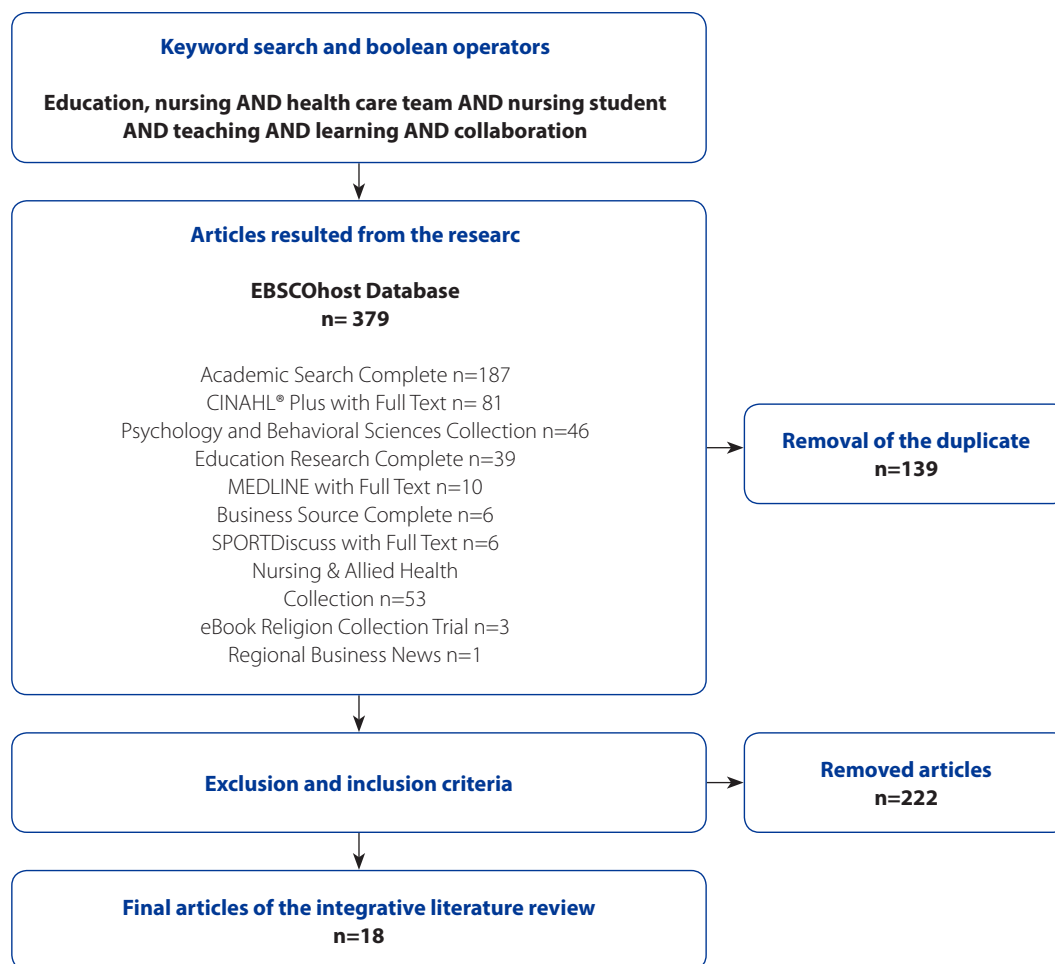 Keyword search and boolean operators
Education, nursing AND health care team AND nursing student
AND teaching AND learning AND collaboration
Articles resulted from the researc
EBSCOhost Database
n= 379
Academic Search Complete n=187
CINAHL® Plus with Full Text n= 81
Psychology and Behavioral Sciences Collection n=46
Education Research Complete n=39
MEDLINE with Full Text n=10
Business Source Complete n=6
SPORTDiscuss with Full Text n=6
Nursing & Allied Health
Collection n=53
eBook Religion Collection Trial n=3
Regional Business News n=1
Removal of the duplicate
n=139
Exclusion and inclusion criteria
Removed articles
n=222
Final articles of the integrative literature review
n=18